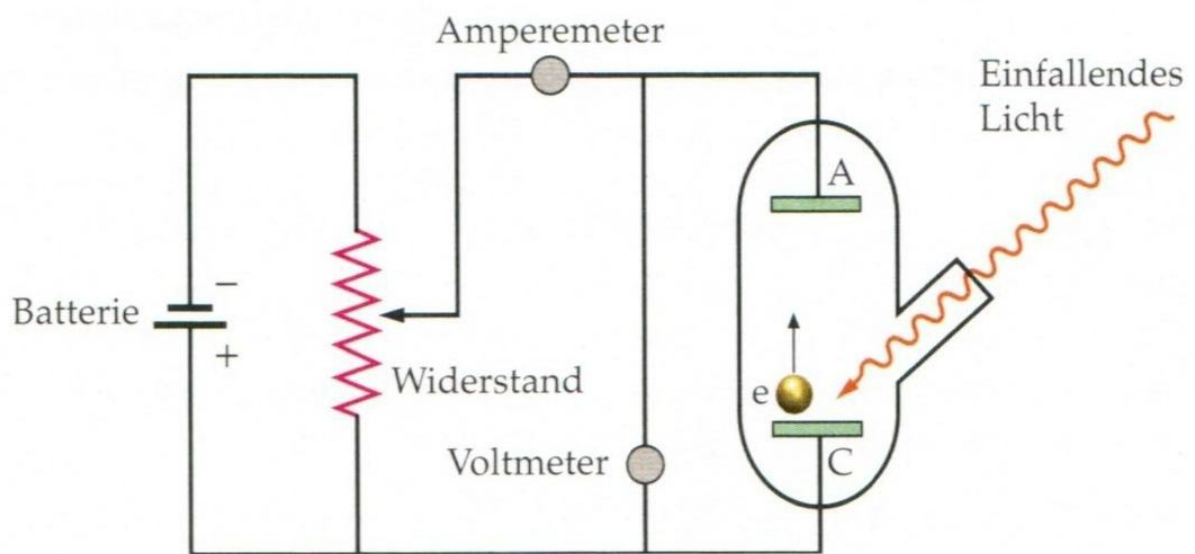 Amperemeter
Einfallendes
Licht
A
−
Batterie
+
Widerstand
e
Voltmeter
C